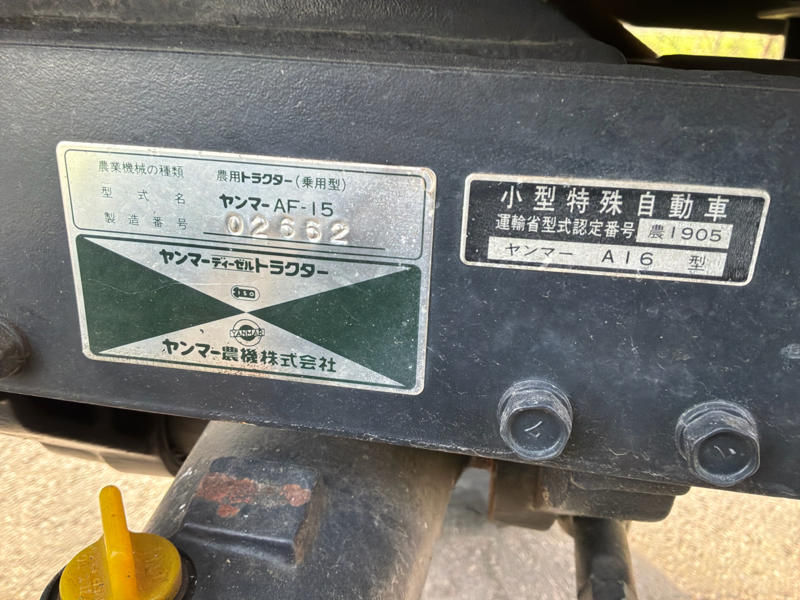 農業機械の種類 農用トラクター(乗用型)
型式名 ヤンマー AF-15
製造番号 02662
ヤンマーディーゼルトラクター
YANMAR
ヤンマー農機株式会社
小型特殊自動車
運輸省型式認定番号 農1905
ヤンマー A16 型
7